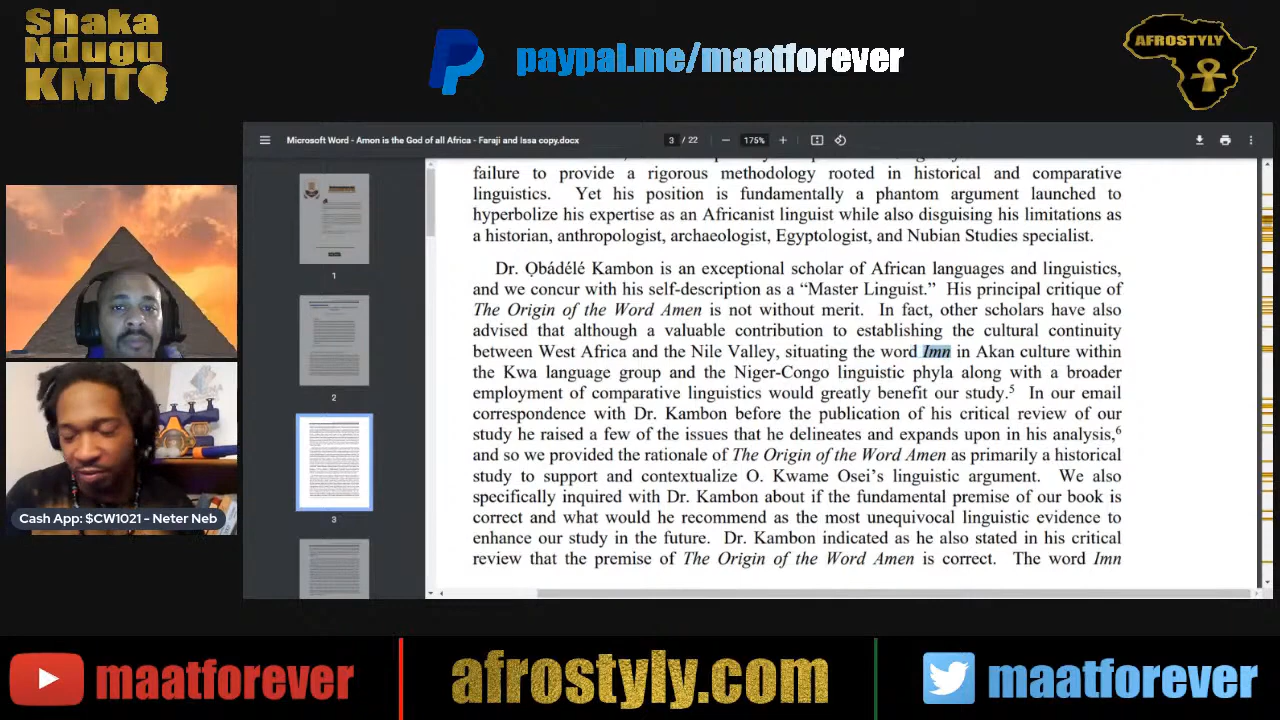 Shaka
Ndugu
KMT
paypal.me/maatforever
AFROSTYLY
Microsoft Word - Amon is the God of all Africa - Faraji and Issa copy.docx
3 / 22
175%
failure to provide a rigorous methodology rooted in historical and comparative
linguistics. Yet his position is fundamentally a phantom argument launched to
hyperbolize his expertise as an Africanist linguist while also disguising his limitations as
a historian, anthropologist, archaeologist, Egyptologist, and Nubian Studies specialist.
Dr. Ọbádélé Kambon is an exceptional scholar of African languages and linguistics,
and we concur with his self-description as a “Master Linguist.” His principal critique of
The Origin of the Word Amen is not without merit. In fact, other scholars have also
advised that although a valuable contribution to establishing the cultural continuity
between West Africa and the Nile Valley, situating the word Imn in Akan culture within
the Kwa language group and the Niger-Congo linguistic phyla along with a broader
employment of comparative linguistics would greatly benefit our study.5 In our email
correspondence with Dr. Kambon before the publication of his critical review of our
work, he raised a few of the issues that he delineates and expands upon in his analysis,6
and so we provided the rationale of The Origin of the Word Amen as primarily a historical
study to support and contextualize Nana Kwame Osei’s linguistic arguments. We also
specifically inquired with Dr. Kambon about if the fundamental premise of our book is
correct and what would he recommend as the most unequivocal linguistic evidence to
enhance our study in the future. Dr. Kambon indicated as he also stated in his critical
review that the premise of The Origin of the Word Amen is correct. The word Imn
1
2
3
Cash App: $CW1021 - Neter Neb
maatforever
afrostyly.com
maatforever